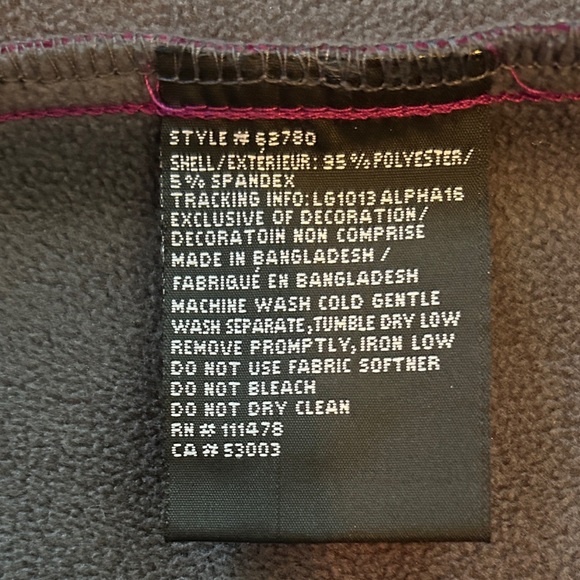 STYLE # 62780
SHELL/EXTÉRIEUR: 95 % POLYESTER/
5 % SPANDEX
TRACKING INFO: LG1013 ALPHA16
EXCLUSIVE OF DECORATION/
DECORATOIN NON COMPRISE
MADE IN BANGLADESH /
FABRIQUÉ EN BANGLADESH
MACHINE WASH COLD GENTLE
WASH SEPARATE, TUMBLE DRY LOW
REMOVE PROMPTLY, IRON LOW
DO NOT USE FABRIC SOFTNER
DO NOT BLEACH
DO NOT DRY CLEAN
RN # 111478
CA # 53003